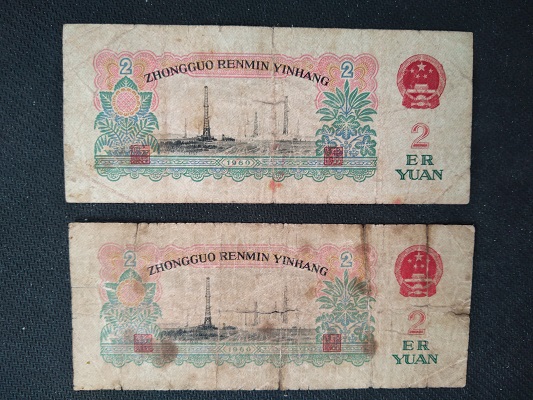 2 ZHONGGUO RENMIN YINHANG 2
2
ER
YUAN
1960
2 ZHONGGUO RENMIN YINHANG 2
2
ER
YUAN
1960